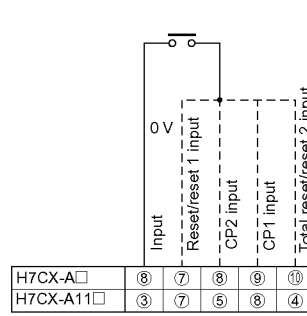 0 V
Input
Reset/reset 1 input
CP2 input
CP1 input
Total reset/reset 2 input
H7CX-A□ ⑧ ⑦ ⑧ ⑨ ⑩
H7CX-A11□ ③ ⑦ ⑤ ⑧ ④